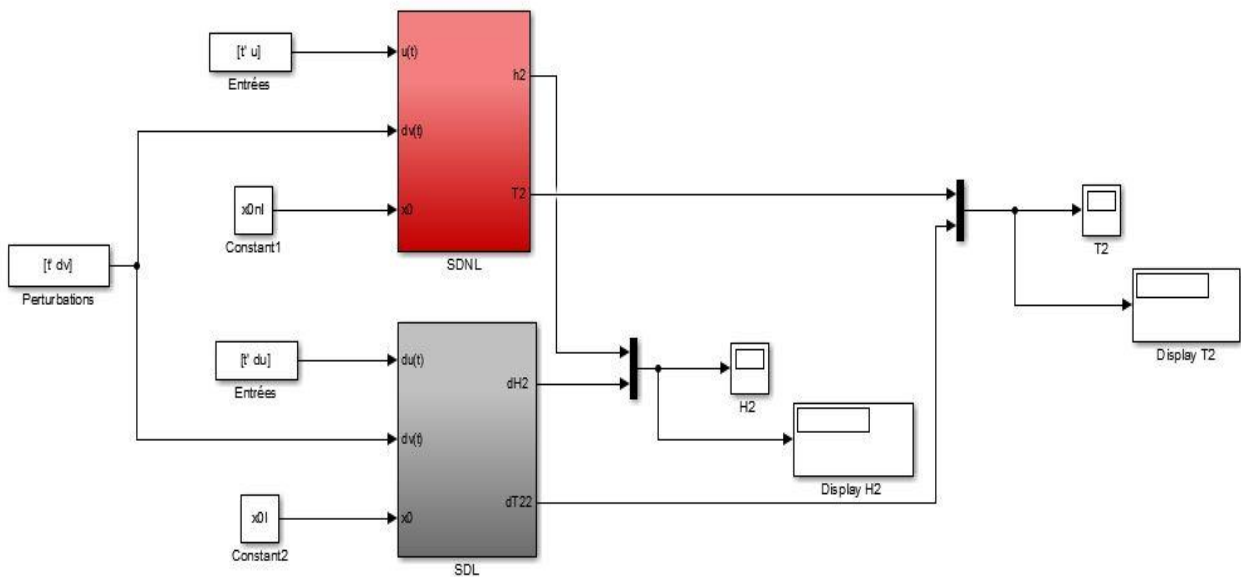 [t' u]
Entrées
u(t)
h2
dv(t)
T2
x0
x0nl
Constant1
SDNL
[t' dv]
Perturbations
T2
Display T2
[t' du]
Entrées
du(t)
dH2
dv(t)
dT22
x0
x0l
Constant2
SDL
H2
Display H2